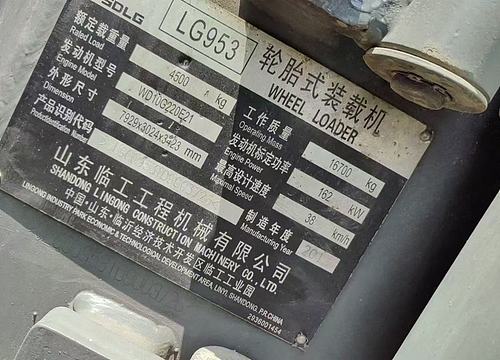 SDLG
LG953
轮胎式装载机
WHEEL LOADER
额定载重量
Rated Load
4500 kg
发动机型号
Engine Model
WD10G220E21
外形尺寸
Dimension
7929x3024x3423 mm
产品识别代码
Product Identification Number
工作质量
Operating Mass
16700 kg
发动机标定功率
Engine Power
162 kW
最高设计速度
38 km/h
制造年度
Manufacturing Year
201
山东临工工程机械有限公司
SHANDONG LINGONG CONSTRUCTION MACHINERY CO.,LTD.
中国·山东·临沂经济技术开发区临工工业园
LINGONG INDUSTRY PARK ECONOMIC & TECHNOLOGICAL DEVELOPMENT AREA, LINYI, SHANDONG, P.R.CHINA
2936001454